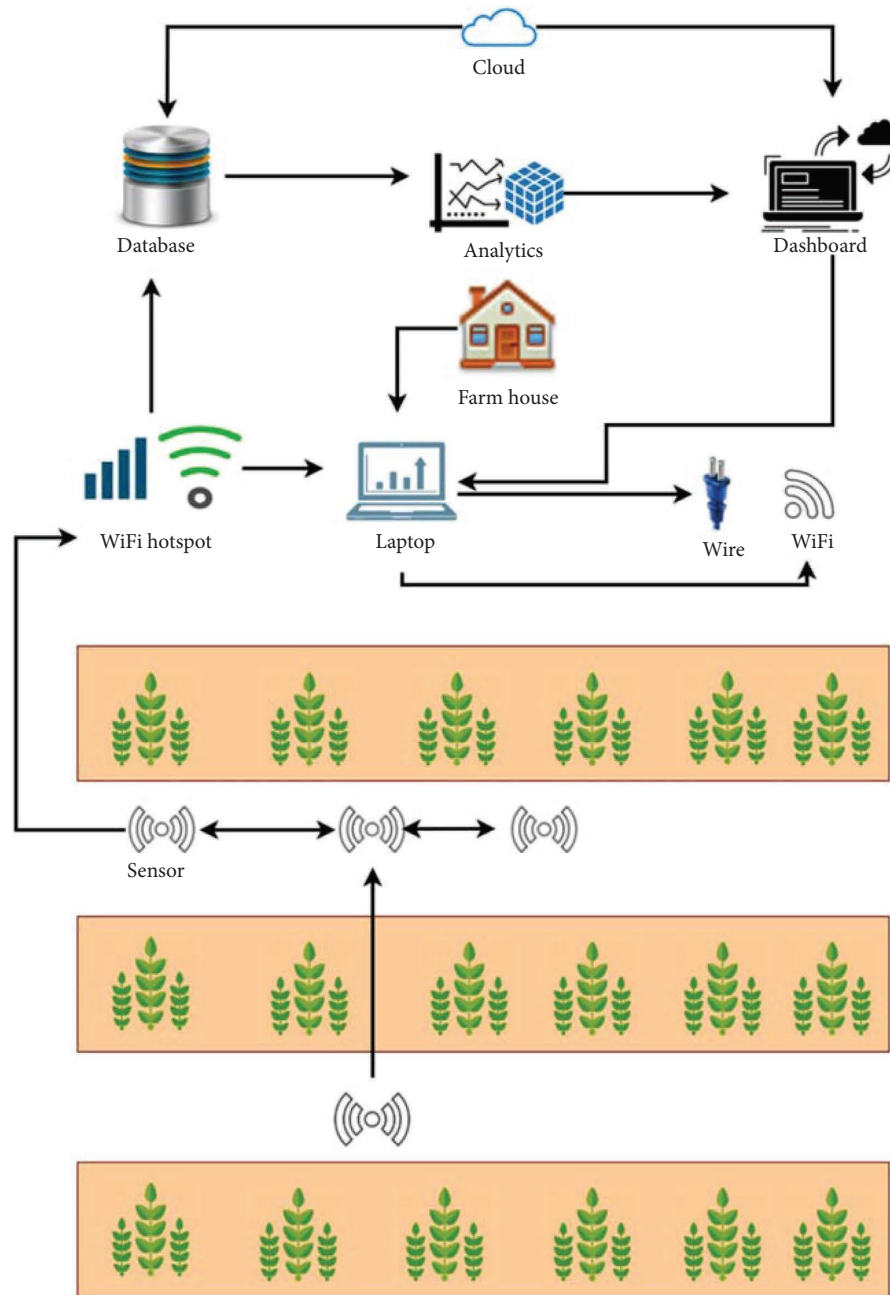 Cloud
Database
Analytics
Dashboard
Farm house
WiFi hotspot
Laptop
Wire
WiFi
Sensor